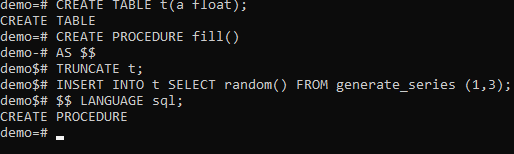 demo=# CREATE TABLE t(a float);
CREATE TABLE
demo=# CREATE PROCEDURE fill()
demo-# AS $$
demo$# TRUNCATE t;
demo$# INSERT INTO t SELECT random() FROM generate_series (1,3);
demo$# $$ LANGUAGE sql;
CREATE PROCEDURE
demo=#